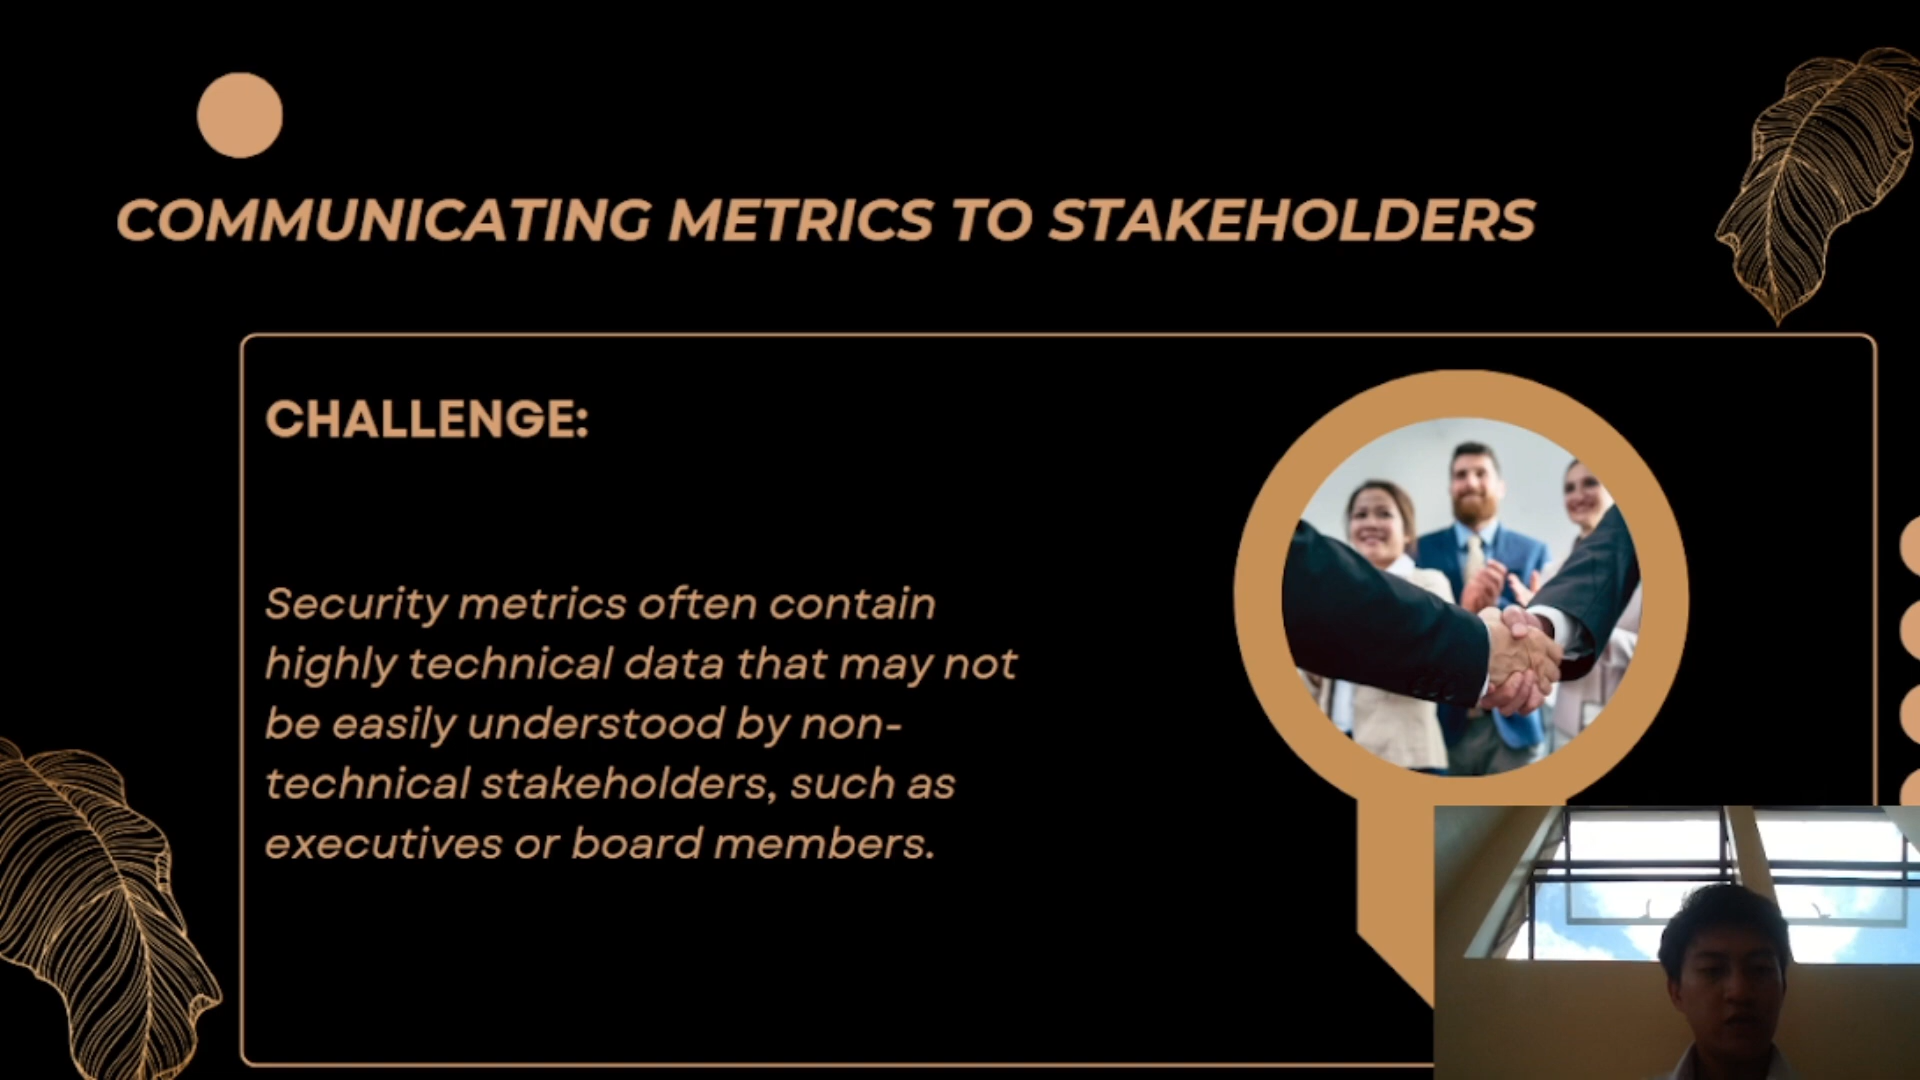 COMMUNICATING METRICS TO STAKEHOLDERS
CHALLENGE:
Security metrics often contain
highly technical data that may not
be easily understood by non-
technical stakeholders, such as
executives or board members.